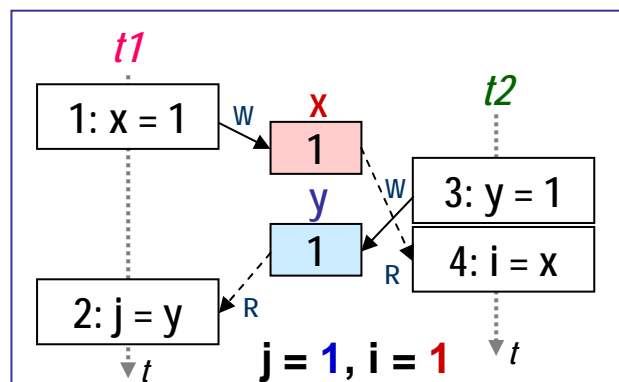 t1
x
t2
1: x = 1
W
1
W
3: y = 1
y
1
R
4: i = x
2: j = y
R
t
j = 1, i = 1
t